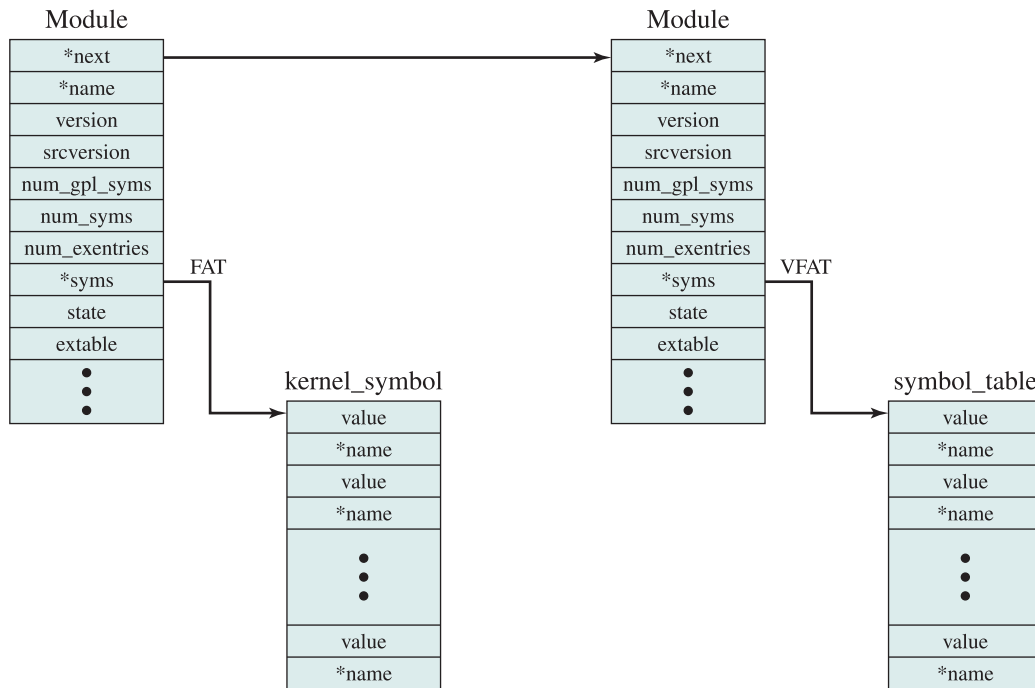 Module
*next
*name
version
srcversion
num_gpl_syms
num_syms
num_exentries
*syms
state
extable
FAT
kernel_symbol
value
*name
value
*name
value
*name
Module
*next
*name
version
srcversion
num_gpl_syms
num_syms
num_exentries
*syms
state
extable
VFAT
symbol_table
value
*name
value
*name
value
*name